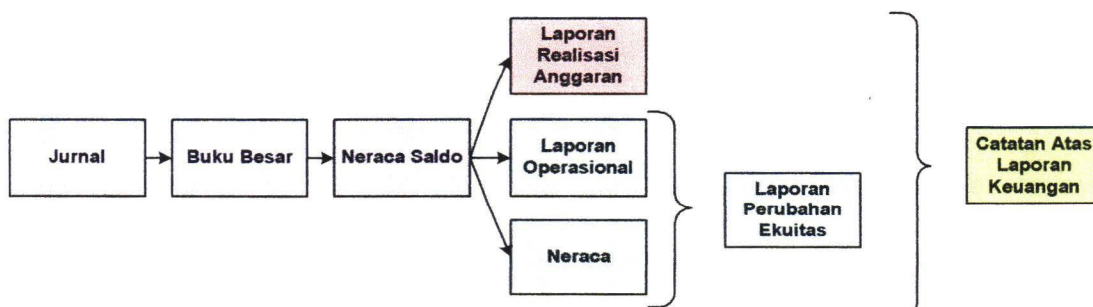 Laporan
Realisasi
Anggaran
Jurnal
Buku Besar
Neraca Saldo
Laporan
Operasional
Neraca
Laporan
Perubahan
Ekuitas
Catatan Atas
Laporan
Keuangan